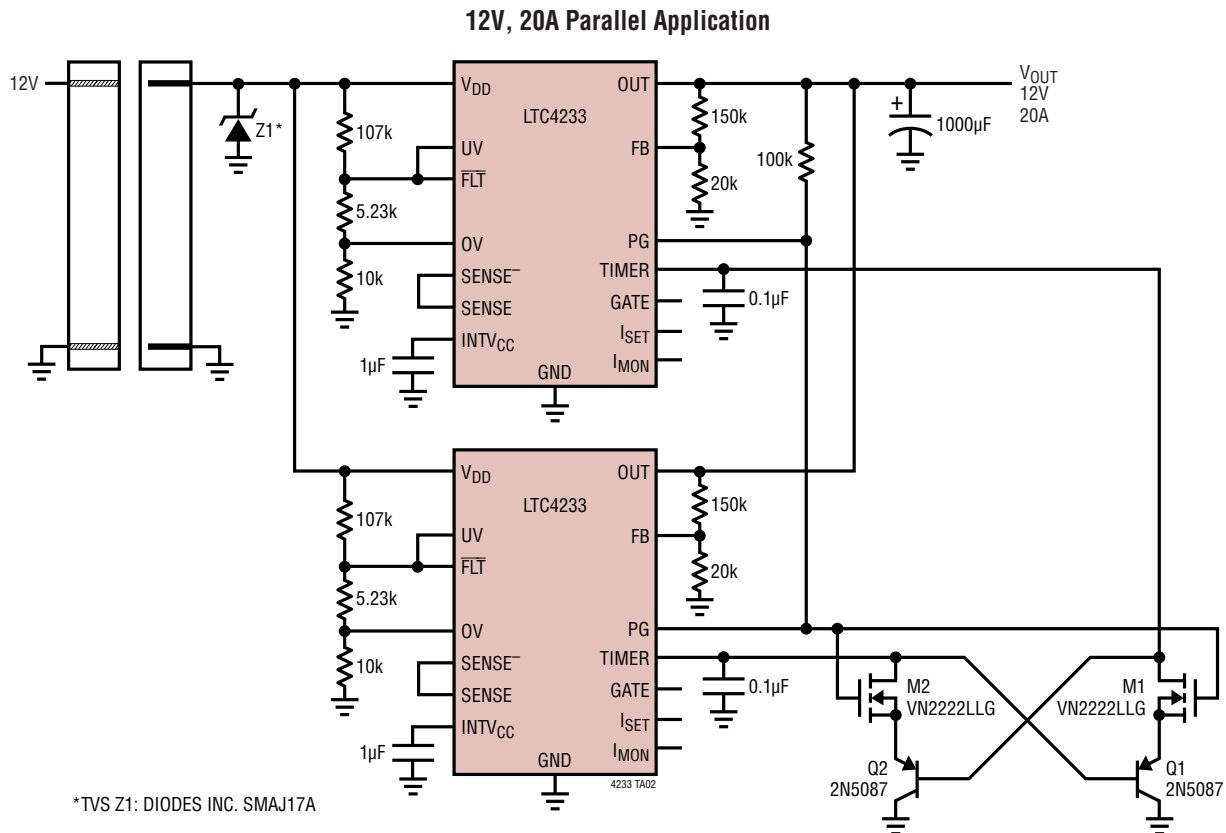 12V, 20A Parallel Application
12V
Z1*
107k
5.23k
10k
1µF
VDD
UV
FLT
OV
SENSE–
SENSE
INTVCC
LTC4233
GND
OUT
FB
PG
TIMER
GATE
ISET
IMON
150k
20k
100k
0.1µF
+
1000µF
VOUT
12V
20A
107k
5.23k
10k
1µF
VDD
UV
FLT
OV
SENSE–
SENSE
INTVCC
LTC4233
GND
OUT
FB
PG
TIMER
GATE
ISET
IMON
150k
20k
0.1µF
M2
VN2222LLG
M1
VN2222LLG
Q2
2N5087
Q1
2N5087
4233 TA02
*TVS Z1: DIODES INC. SMAJ17A